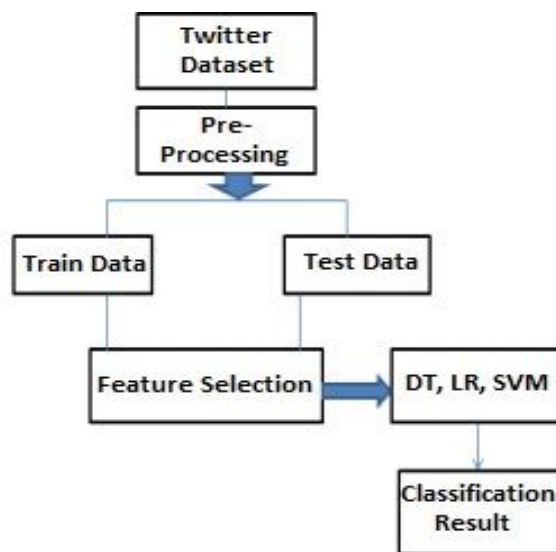 Twitter
Dataset
Pre-
Processing
Train Data
Test Data
Feature Selection
DT, LR, SVM
Classification
Result